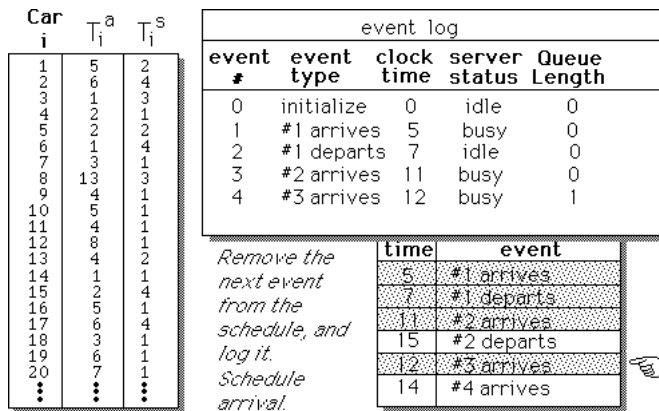 Car i Tᵢᵃ Tᵢˢ
1 5 2
2 6 4
3 1 3
4 2 1
5 2 2
6 1 4
7 3 1
8 13 3
9 4 1
10 5 1
11 4 1
12 8 1
13 4 2
14 1 1
15 2 4
16 5 1
17 6 4
18 3 1
19 6 1
20 7 1
event log
event event clock server Queue
# type time status Length
0 initialize 0 idle 0
1 #1 arrives 5 busy 0
2 #1 departs 7 idle 0
3 #2 arrives 11 busy 0
4 #3 arrives 12 busy 1
Remove the
next event
from the
schedule, and
log it.
Schedule
arrival.
time event
5 #1 arrives
7 #1 departs
11 #2 arrives
15 #2 departs
12 #3 arrives
14 #4 arrives